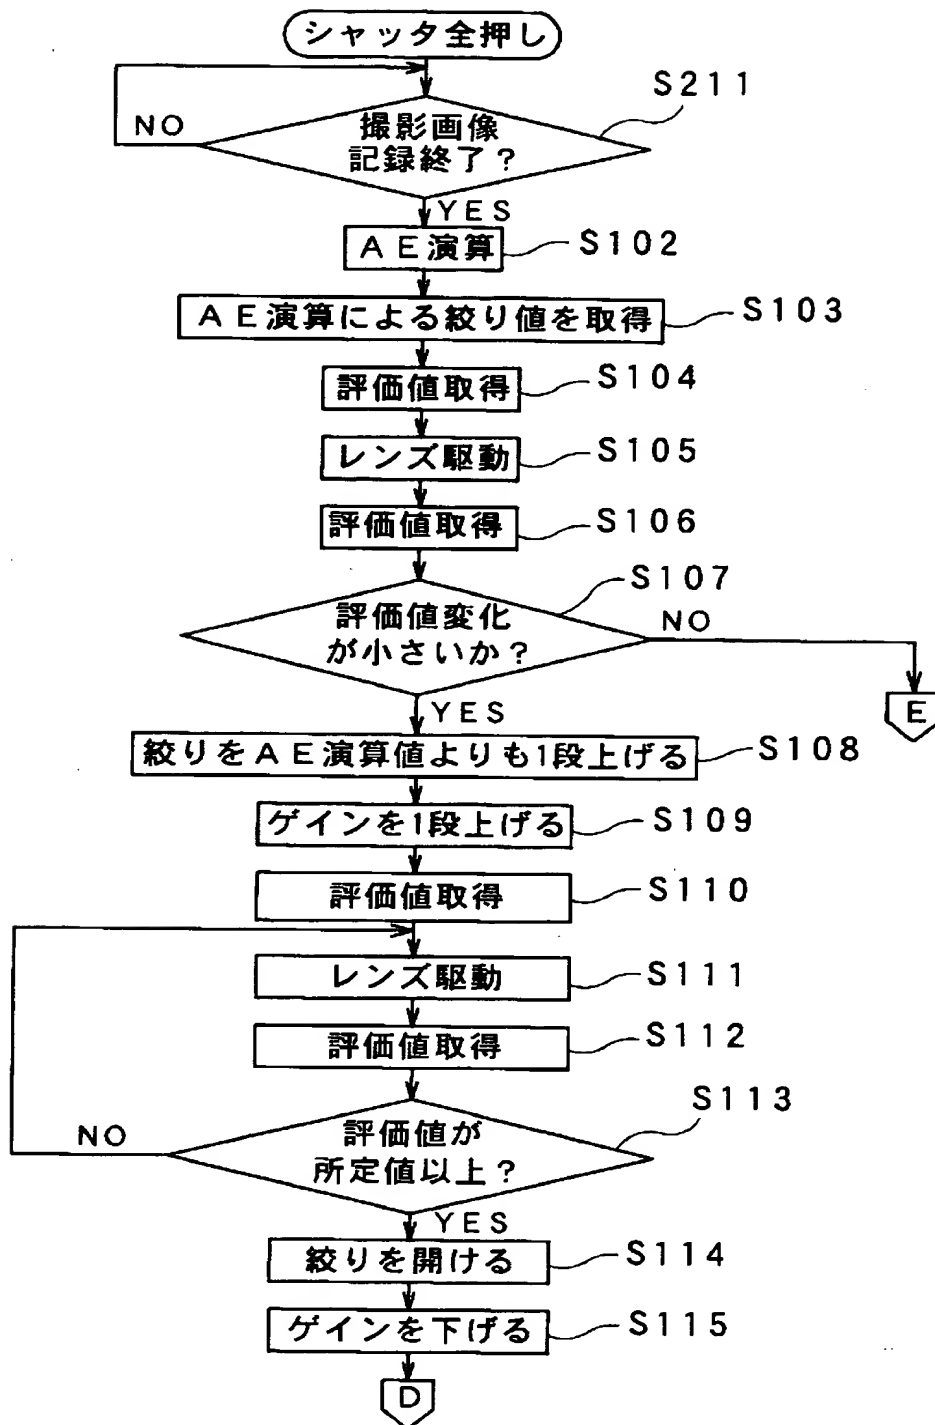 シャッタ全押し
S211
NO
撮影画像
記録終了?
YES
AE演算
S102
AE演算による絞り値を取得
S103
評価値取得
S104
レンズ駆動
S105
評価値取得
S106
S107
評価値変化
が小さいか?
NO
YES
E
絞りをAE演算値よりも1段上げる
S108
ゲインを1段上げる
S109
評価値取得
S110
レンズ駆動
S111
評価値取得
S112
S113
NO
評価値が
所定値以上?
YES
絞りを開ける
S114
ゲインを下げる
S115
D